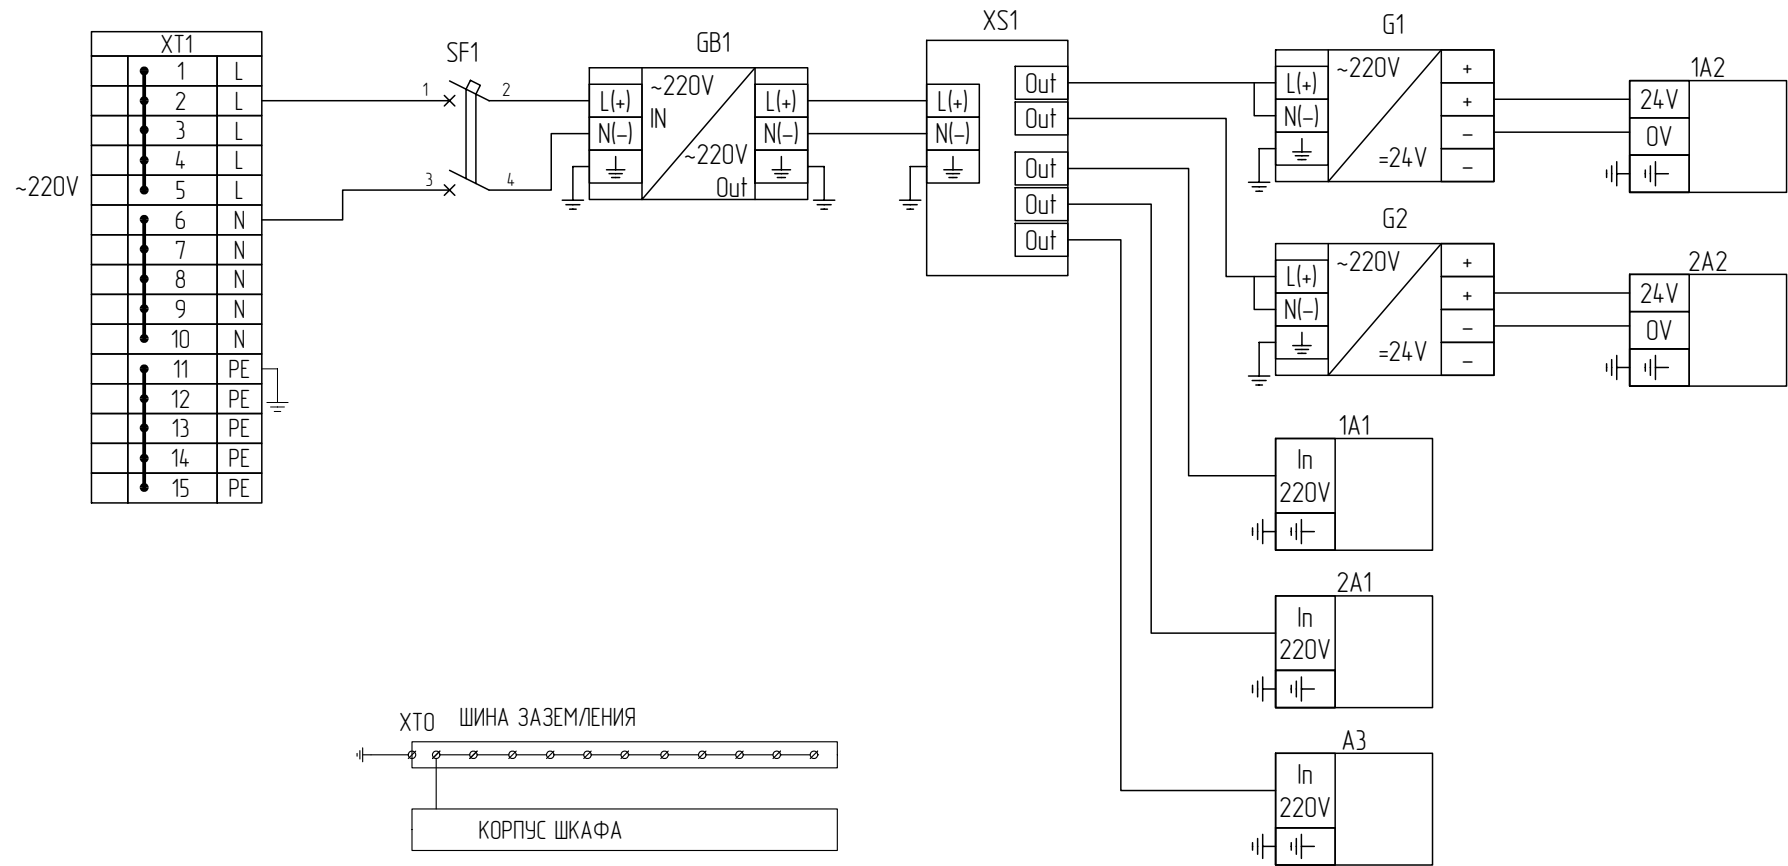 XT1
1 L
2 L
3 L
4 L
5 L
6 N
7 N
8 N
9 N
10 N
11 PE
12 PE
13 PE
14 PE
15 PE
~220V
SF1
1 2
3 4
GB1
L(+) ~220V L(+)
N(–) IN N(–)
~220V
Out
XS1
L(+)
N(–)
Out
Out
Out
Out
Out
G1
L(+) ~220V +
N(–) +
–
=24V –
1A2
24V
0V
G2
L(+) ~220V +
N(–) +
–
=24V –
2A2
24V
0V
1A1
In
220V
2A1
In
220V
A3
In
220V
XT0 ШИНА ЗАЗЕМЛЕНИЯ
КОРПУС ШКАФА